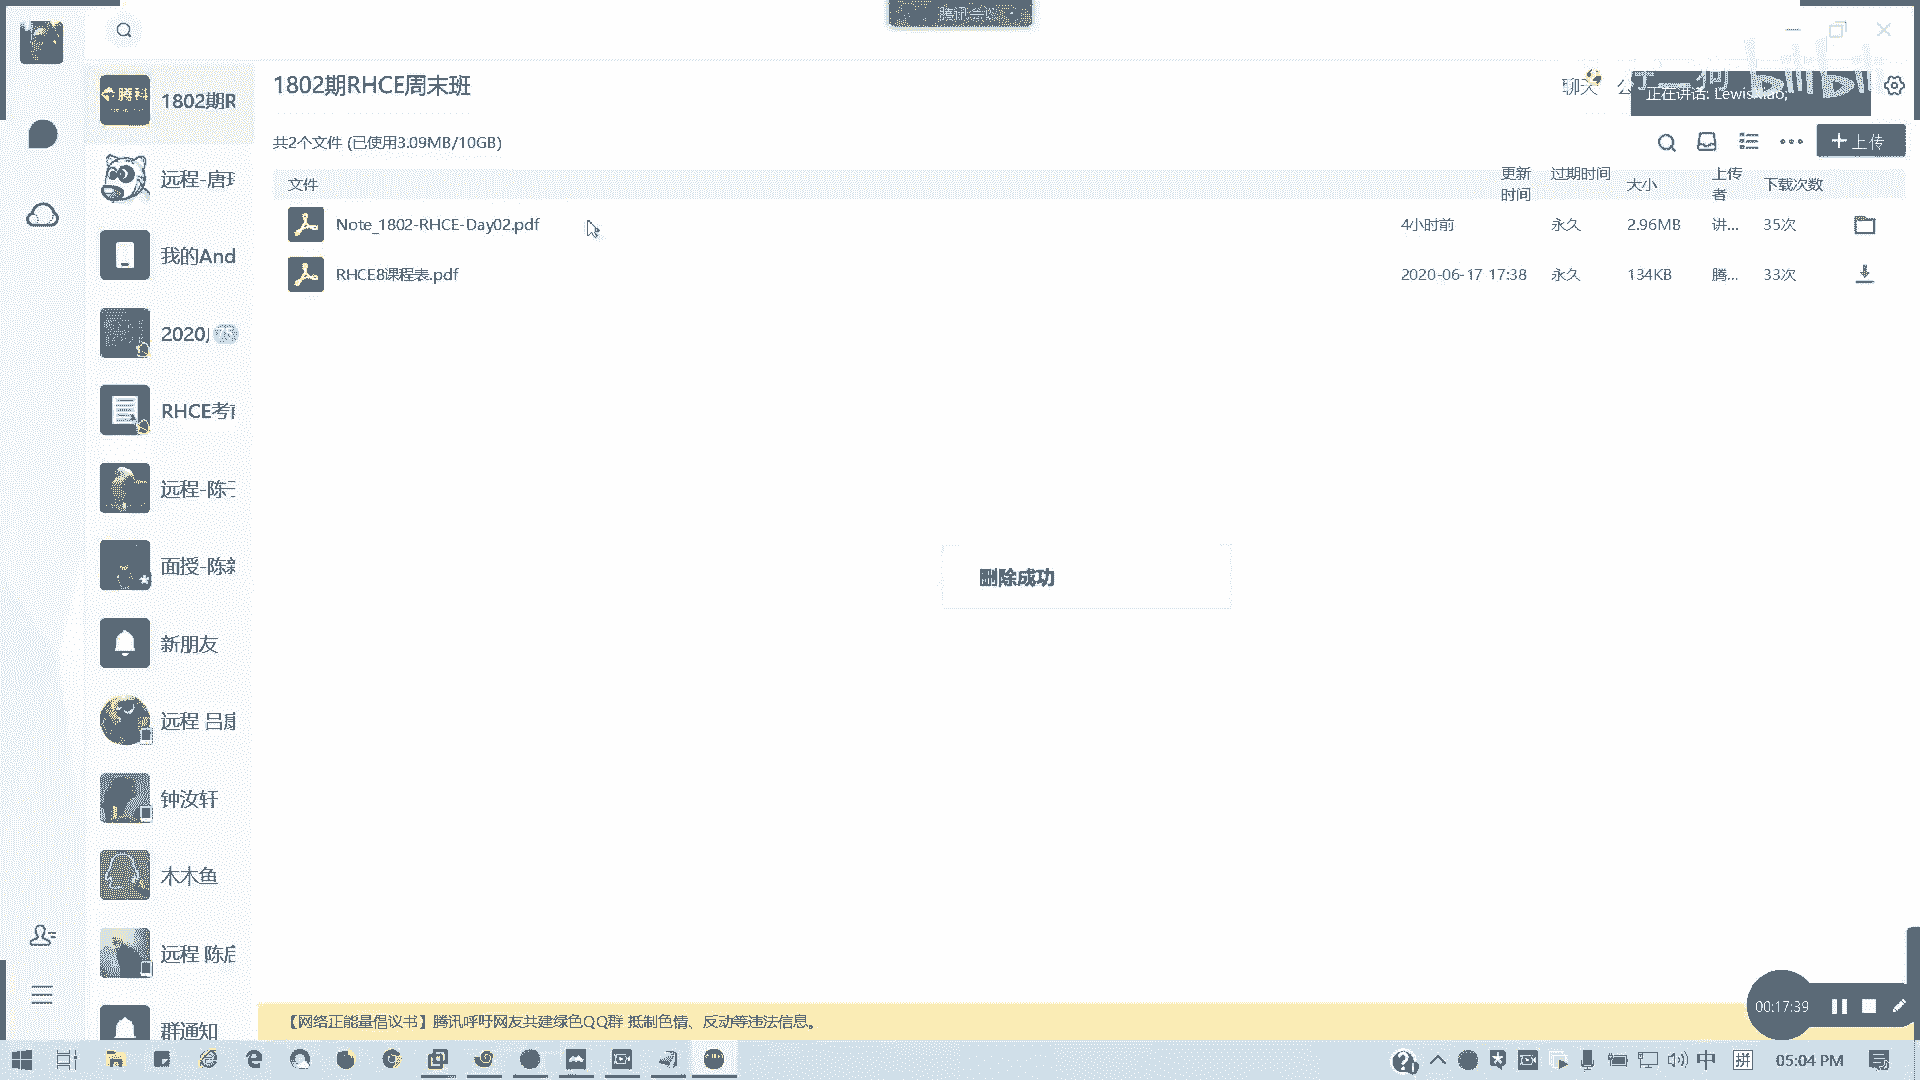 腾讯会议
1802期RHCE周末班
聊天
正在讲话: Lewis
bilibili
共2个文件 (已使用3.09MB/10GB)
上传
文件
更新时间
过期时间
大小
上传者
下载次数
Note_1802-RHCE-Day02.pdf
4小时前
永久
2.96MB
讲...
35次
RHCE8课程表.pdf
2020-06-17 17:38
永久
134KB
腾...
33次
腾科
1802期R
远程-唐
我的And
2020
RHCE考
远程-陈
面授-陈
新朋友
远程 吕
钟汝轩
木木鱼
远程 陈
群通知
删除成功
【网络正能量倡议书】腾讯呼吁网友共建绿色QQ群 抵制色情、反动等违法信息。
00:17:39
中
拼
05:04 PM